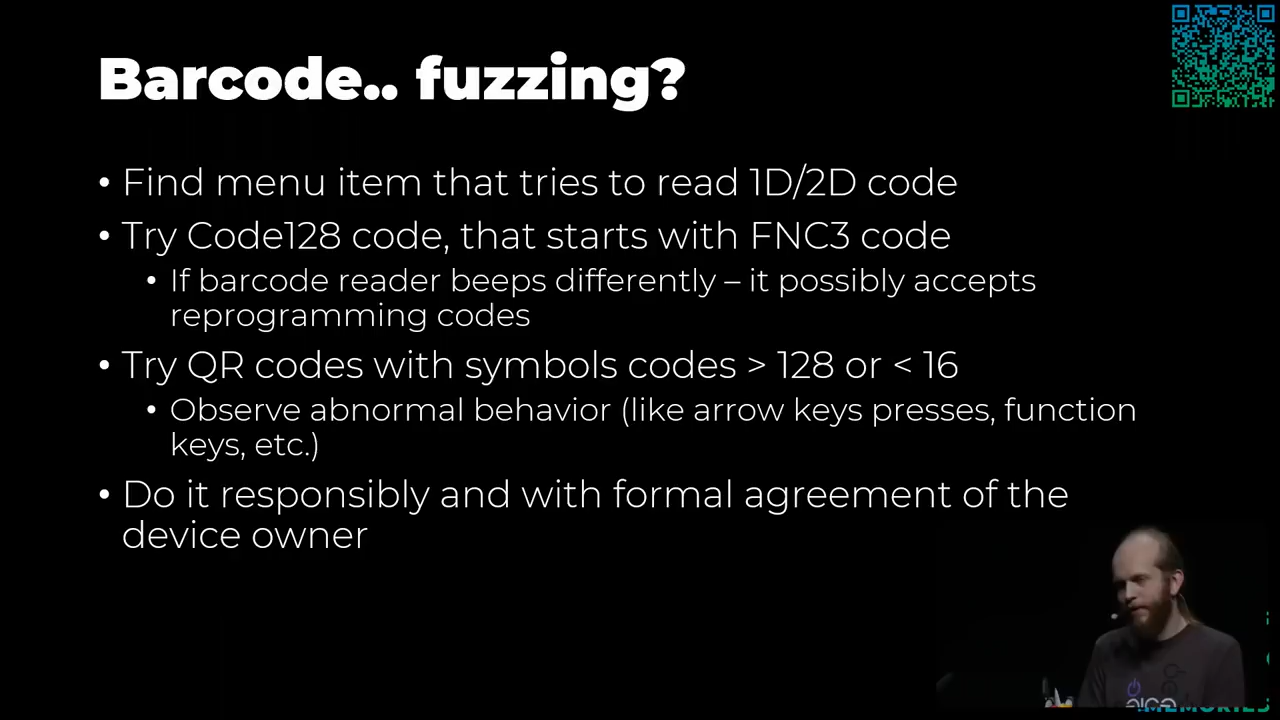 Barcode.. fuzzing?
• Find menu item that tries to read 1D/2D code
• Try Code128 code, that starts with FNC3 code
• If barcode reader beeps differently – it possibly accepts
reprogramming codes
• Try QR codes with symbols codes > 128 or < 16
• Observe abnormal behavior (like arrow keys presses, function
keys, etc.)
• Do it responsibly and with formal agreement of the
device owner